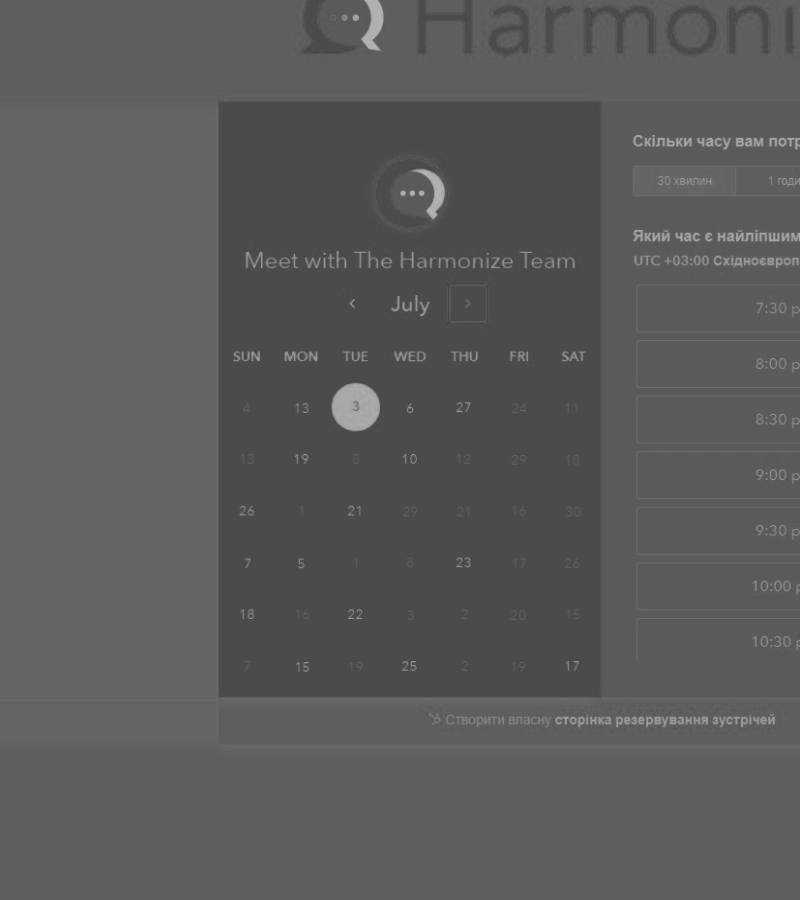 Harmoni
Meet with The Harmonize Team
July
SUN MON TUE WED THU FRI SAT
4 13 3 6 27 24 11
13 19 8 10 12 29 18
26 1 21 29 21 16 30
7 5 1 8 23 17 26
18 16 22 3 2 20 15
7 15 19 25 2 19 17
Скільки часу вам потр
30 хвилин 1 годи
Який час є найліпшим
UTC +03:00 Східноєвроп
7:30 p
8:00 p
8:30 p
9:00 p
9:30 p
10:00 p
10:30 p
Створити власну сторінка резервування зустрічей